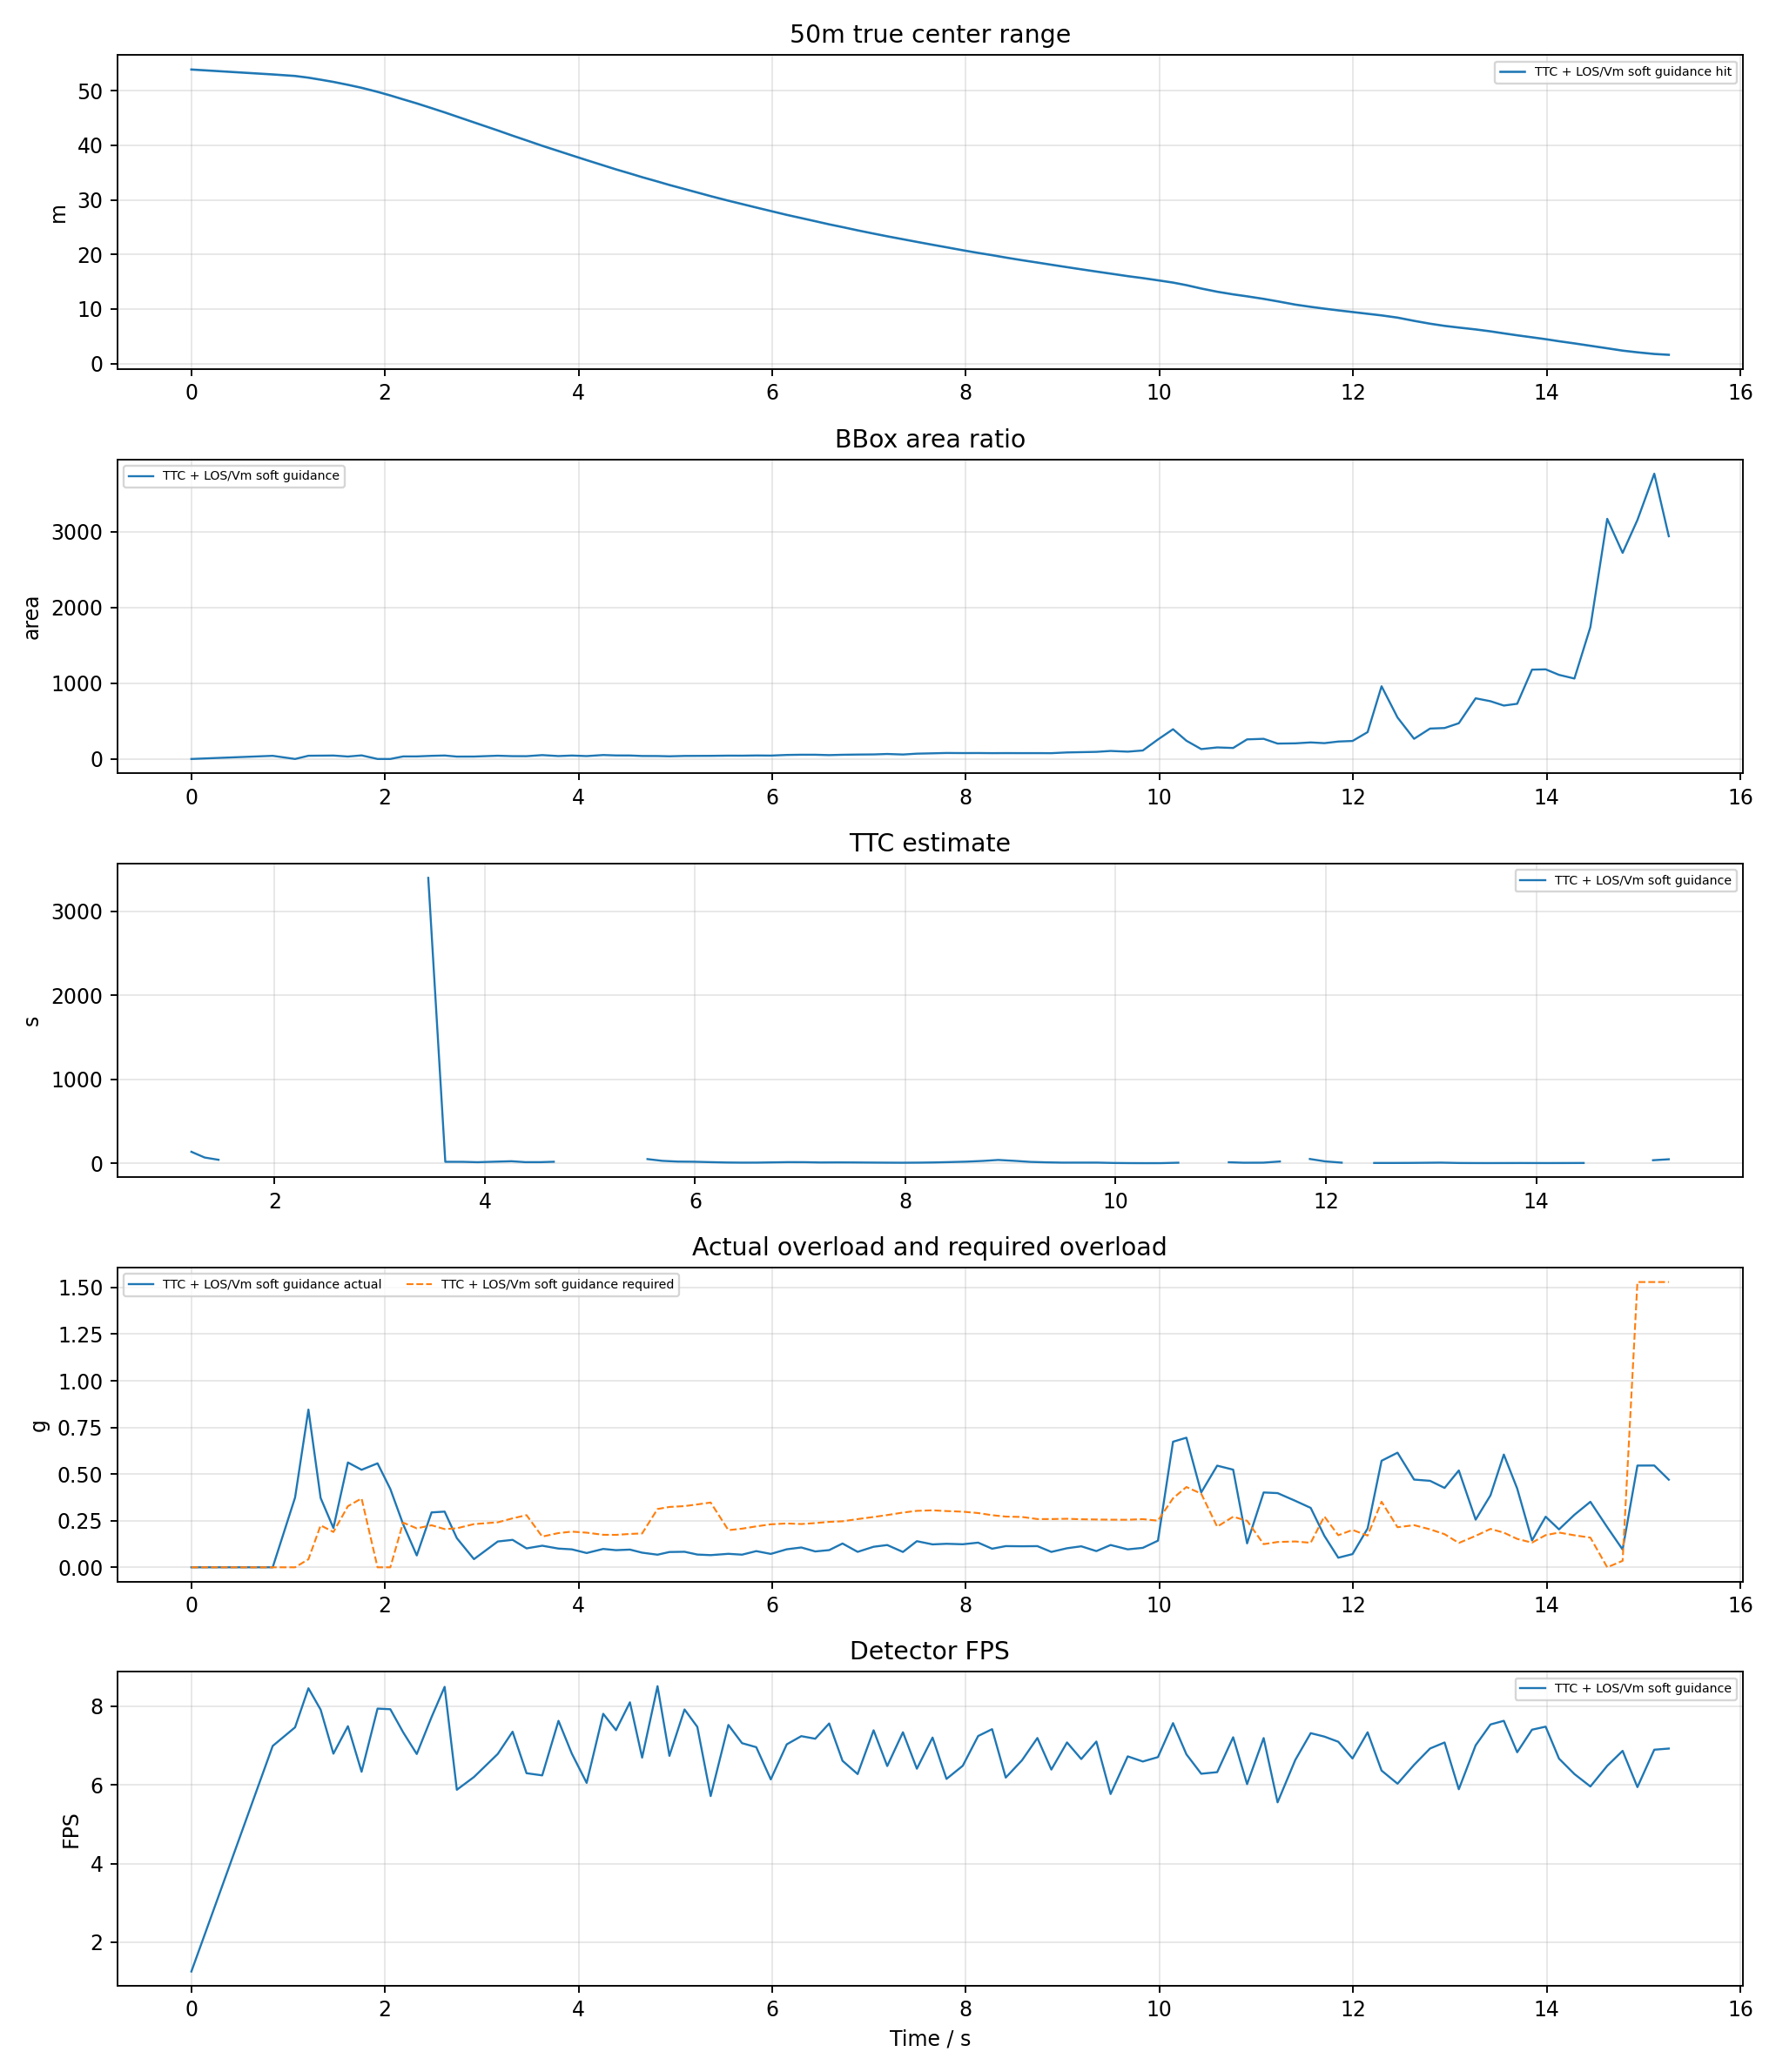 50m true center range
TTC + LOS/Vm soft guidance hit
m
50
40
30
20
10
0
0 2 4 6 8 10 12 14 16
BBox area ratio
TTC + LOS/Vm soft guidance
area
3000
2000
1000
0
0 2 4 6 8 10 12 14 16
TTC estimate
TTC + LOS/Vm soft guidance
s
3000
2000
1000
0
2 4 6 8 10 12 14
Actual overload and required overload
TTC + LOS/Vm soft guidance actual TTC + LOS/Vm soft guidance required
g
1.50
1.25
1.00
0.75
0.50
0.25
0.00
0 2 4 6 8 10 12 14 16
Detector FPS
TTC + LOS/Vm soft guidance
FPS
8
6
4
2
0 2 4 6 8 10 12 14 16
Time / s